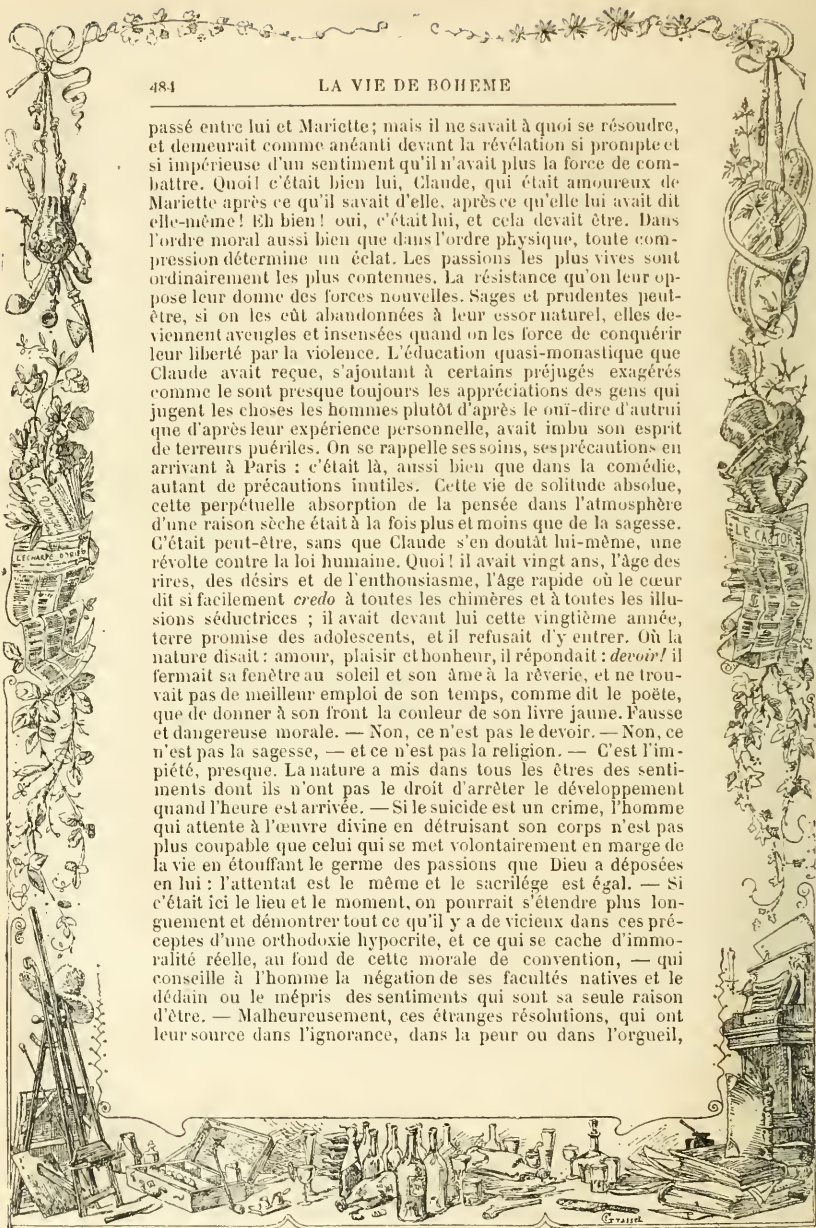 484
LA VIE DE BOHEME
passé entre lui et Mariette; mais il ne savait à quoi se résoudre,
et demeurait comme anéanti devant la révélation si prompte et
si impérieuse d'un sentiment qu'il n'avait plus la force de com-
battre. Quoi! c'était bien lui, Claude, qui était amoureux de
Mariette après ce qu'il savait d'elle, après ce qu'elle lui avait dit
elle-même! Eh bien! oui, c'était lui, et cela devait être. Dans
l'ordre moral aussi bien que dans l'ordre physique, toute com-
pression détermine un éclat. Les passions les plus vives sont
ordinairement les plus contenues. La résistance qu'on leur op-
pose leur donne des forces nouvelles. Sages et prudentes peut-
être, si on les eût abandonnées à leur essor naturel, elles de-
viennent aveugles et insensées quand on les force de conquérir
leur liberté par la violence. L'éducation quasi-monastique que
Claude avait reçue, s'ajoutant à certains préjugés exagérés
comme le sont presque toujours les appréciations des gens qui
jugent les choses les hommes plutôt d'après le ouï-dire d'autrui
que d'après leur expérience personnelle, avait imbu son esprit
de terreurs puériles. On se rappelle ses soins, ses précautions en
arrivant à Paris : c'était là, aussi bien que dans la comédie,
autant de précautions inutiles. Cette vie de solitude absolue,
cette perpétuelle absorption de la pensée dans l'atmosphère
d'une raison sèche était à la fois plus et moins que de la sagesse.
C'était peut-être, sans que Claude s'en doutât lui-même, une
révolte contre la loi humaine. Quoi! il avait vingt ans, l'âge des
rires, des désirs et de l'enthousiasme, l'âge rapide où le cœur
dit si facilement credo à toutes les chimères et à toutes les illu-
sions séductrices ; il avait devant lui cette vingtième année,
terre promise des adolescents, et il refusait d'y entrer. Où la
nature disait : amour, plaisir et bonheur, il répondait : devoir! il
fermait sa fenêtre au soleil et son âme à la rêverie, et ne trou-
vait pas de meilleur emploi de son temps, comme dit le poëte,
que de donner à son front la couleur de son livre jaune. Fausse
et dangereuse morale. — Non, ce n'est pas le devoir. — Non, ce
n'est pas la sagesse, — et ce n'est pas la religion. — C'est l'im-
piété, presque. La nature a mis dans tous les êtres des senti-
ments dont ils n'ont pas le droit d'arrêter le développement
quand l'heure est arrivée. — Si le suicide est un crime, l'homme
qui attente à l'œuvre divine en détruisant son corps n'est pas
plus coupable que celui qui se met volontairement en marge de
la vie en étouffant le germe des passions que Dieu a déposées
en lui : l'attentat est le même et le sacrilége est égal. — Si
c'était ici le lieu et le moment, on pourrait s'étendre plus lon-
guement et démontrer tout ce qu'il y a de vicieux dans ces pré-
ceptes d'une orthodoxie hypocrite, et ce qui se cache d'immo-
ralité réelle, au fond de cette morale de convention, — qui
conseille à l'homme la négation de ses facultés natives et le
dédain ou le mépris des sentiments qui sont sa seule raison
d'être. — Malheureusement, ces étranges résolutions, qui ont
leur source dans l'ignorance, dans la peur ou dans l'orgueil,
L'ECHARPE D'IRIS
LE CASTOR
Grasset